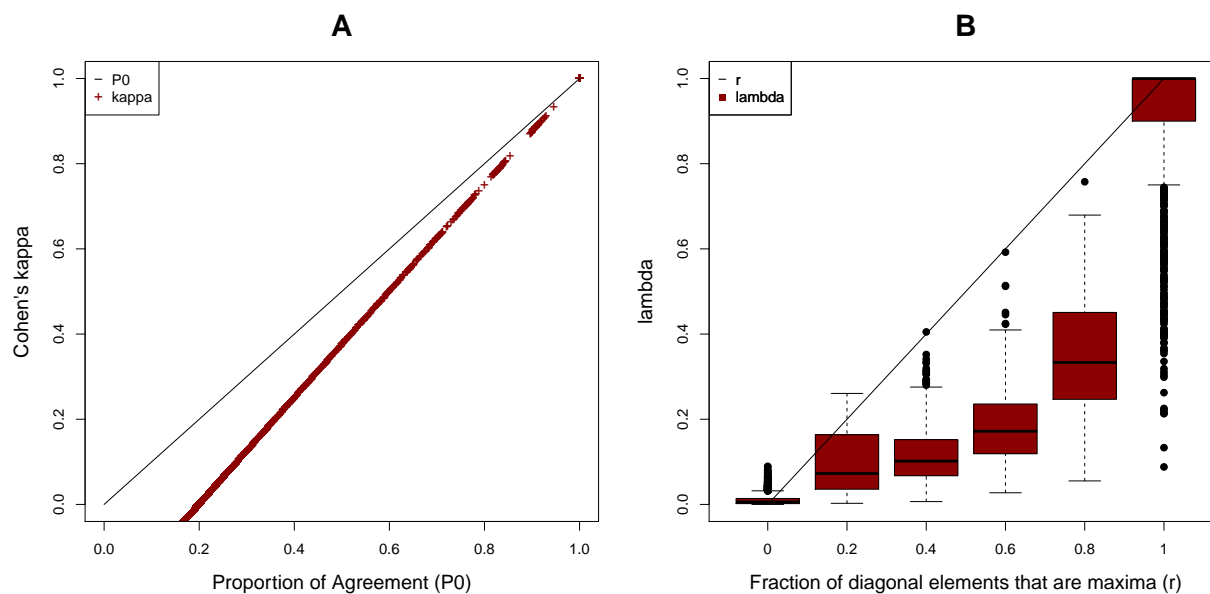 A
P0
kappa
1.0
0.8
0.6
0.4
0.2
0.0
Cohen's kappa
0.0 0.2 0.4 0.6 0.8 1.0
Proportion of Agreement (P0)
B
r
lambda
1.0
0.8
0.6
0.4
0.2
0.0
lambda
0 0.2 0.4 0.6 0.8 1
Fraction of diagonal elements that are maxima (r)